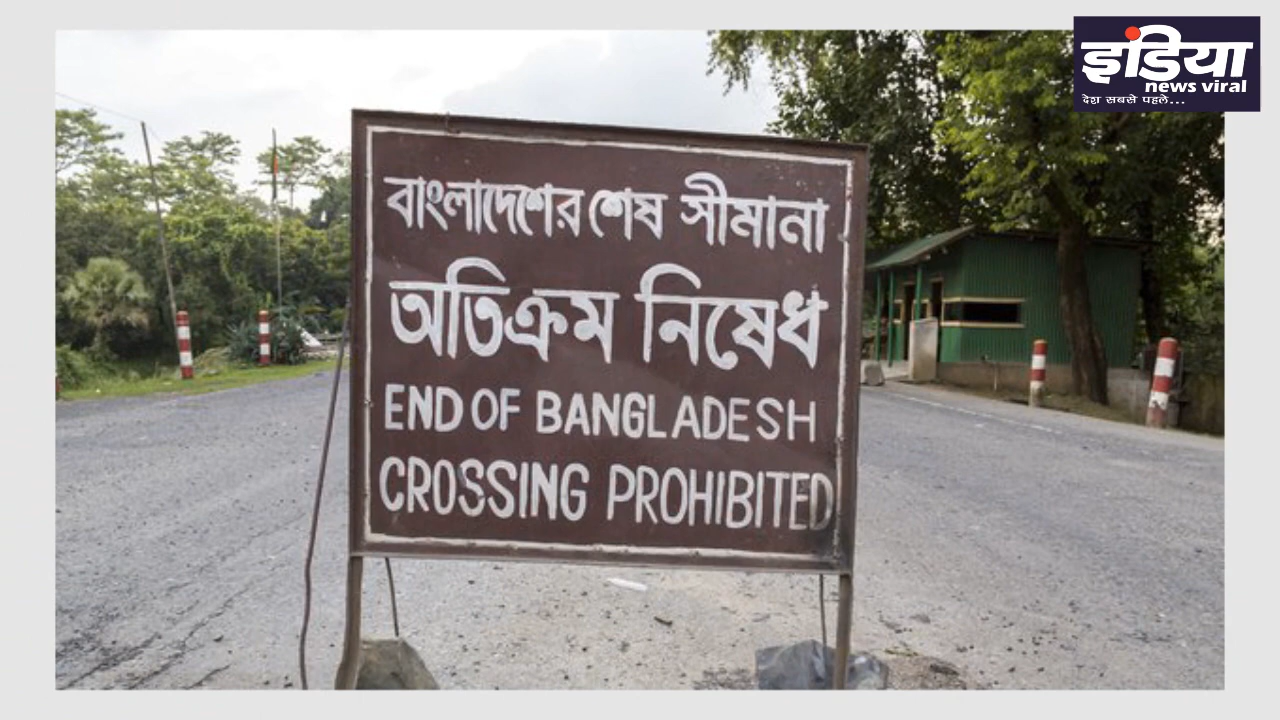 इंडिया
news viral
देश सबसे पहले...
বাংলাদেশের শেষ সীমানা
অতিক্রম নিষেধ
END OF BANGLADESH
CROSSING PROHIBITED